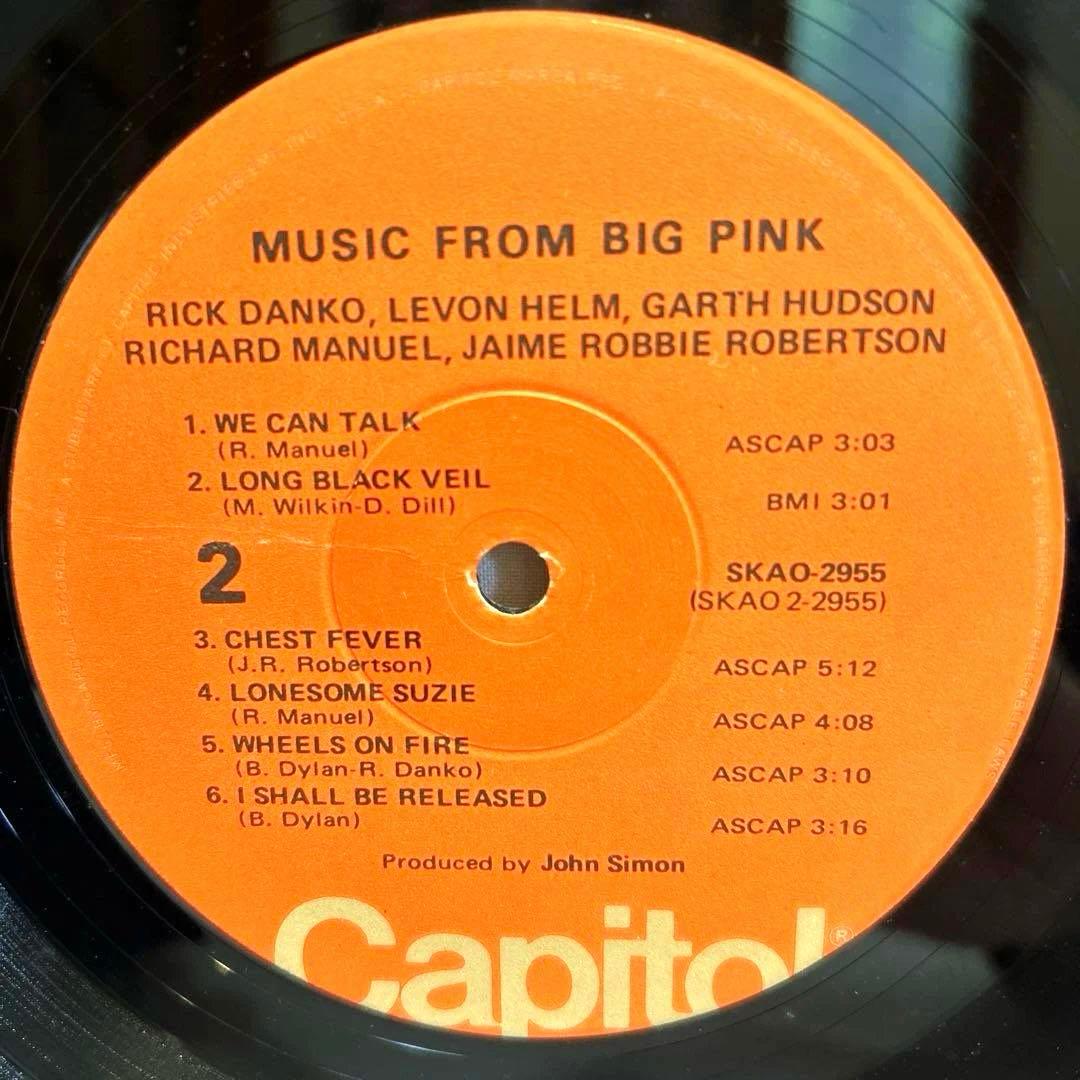 MUSIC FROM BIG PINK
RICK DANKO, LEVON HELM, GARTH HUDSON
RICHARD MANUEL, JAIME ROBBIE ROBERTSON
1. WE CAN TALK
(R. Manuel)
ASCAP 3:03
2. LONG BLACK VEIL
(M. Wilkin-D. Dill)
BMI 3:01
2
SKAO-2955
(SKAO 2-2955)
3. CHEST FEVER
(J.R. Robertson)
ASCAP 5:12
4. LONESOME SUZIE
(R. Manuel)
ASCAP 4:08
5. WHEELS ON FIRE
(B. Dylan-R. Danko)
ASCAP 3:10
6. I SHALL BE RELEASED
(B. Dylan)
ASCAP 3:16
Produced by John Simon
Capitol ®